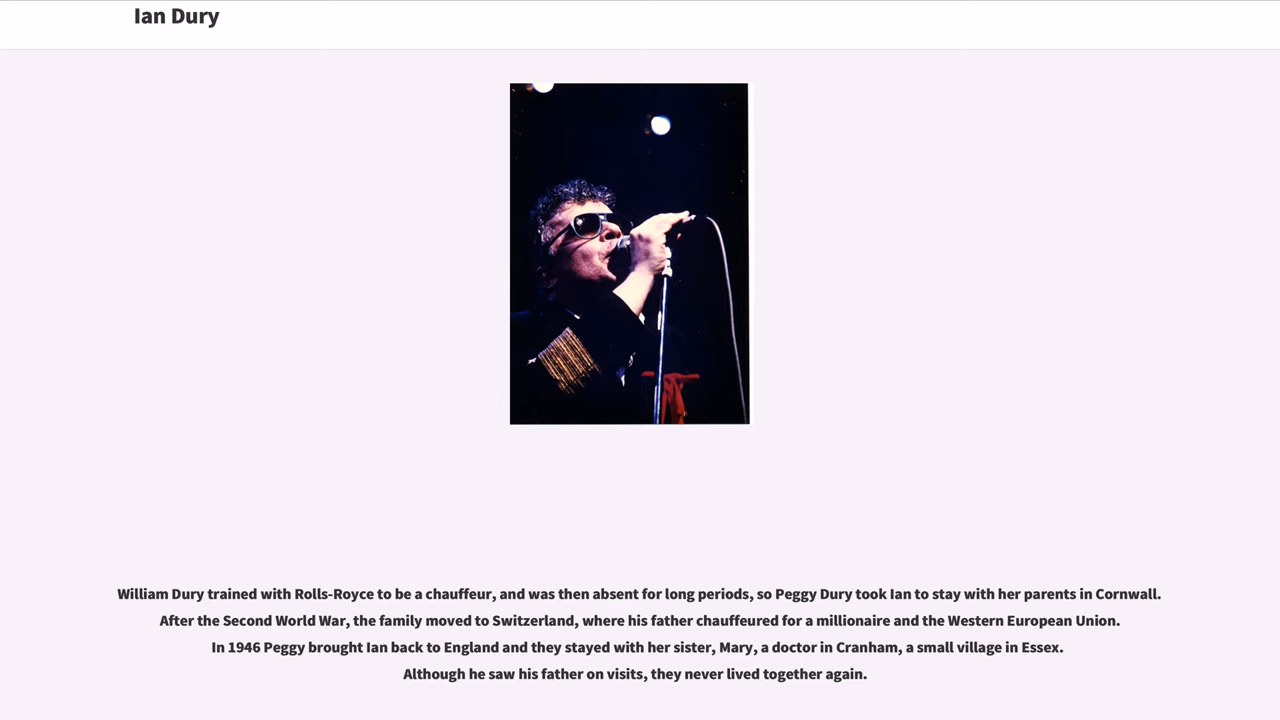 Ian Dury
William Dury trained with Rolls-Royce to be a chauffeur, and was then absent for long periods, so Peggy Dury took Ian to stay with her parents in Cornwall.
After the Second World War, the family moved to Switzerland, where his father chauffeured for a millionaire and the Western European Union.
In 1946 Peggy brought Ian back to England and they stayed with her sister, Mary, a doctor in Cranham, a small village in Essex.
Although he saw his father on visits, they never lived together again.